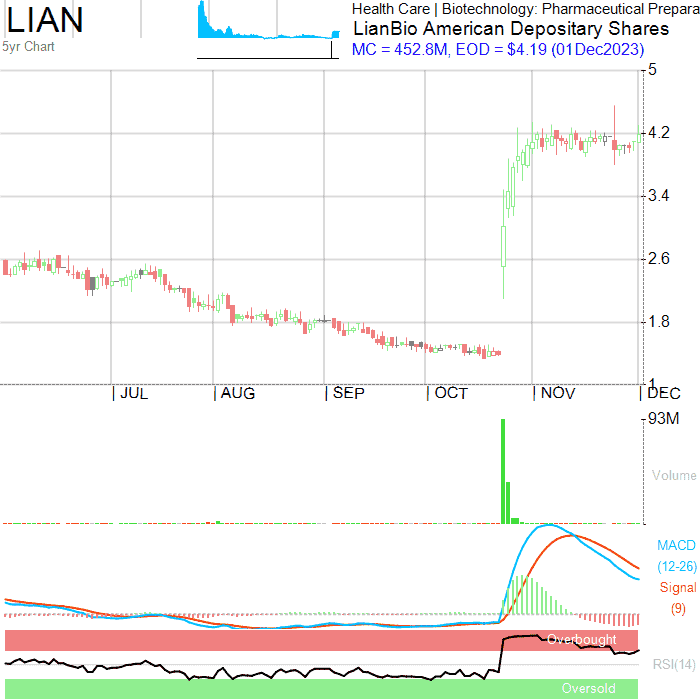 LIAN
Health Care | Biotechnology: Pharmaceutical Prepara
LianBio American Depositary Shares
5yr Chart
MC = 452.8M, EOD = $4.19 (01Dec2023)
5
4.2
3.4
2.6
1.8
1
| JUL | AUG | SEP | OCT | NOV | DEC
93M
Volume
MACD
(12-26)
Signal
(9)
Overbought
RSI(14)
Oversold